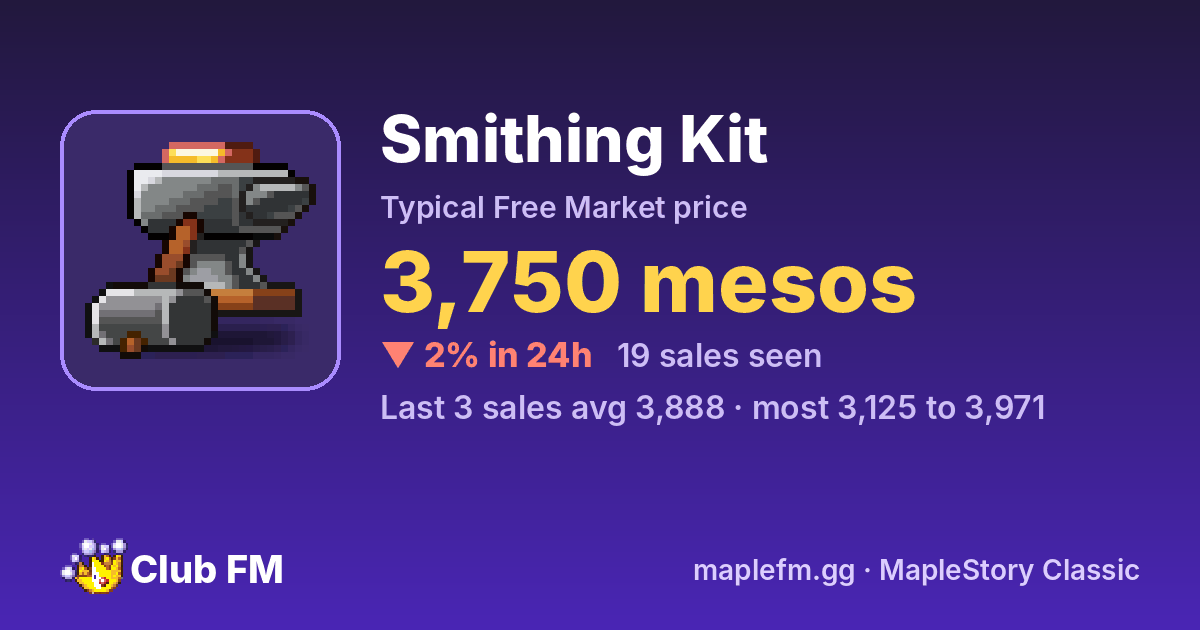 Smithing Kit
Typical Free Market price
3,750 mesos
▼ 2% in 24h 19 sales seen
Last 3 sales avg 3,888 · most 3,125 to 3,971
Club FM
maplefm.gg · MapleStory Classic